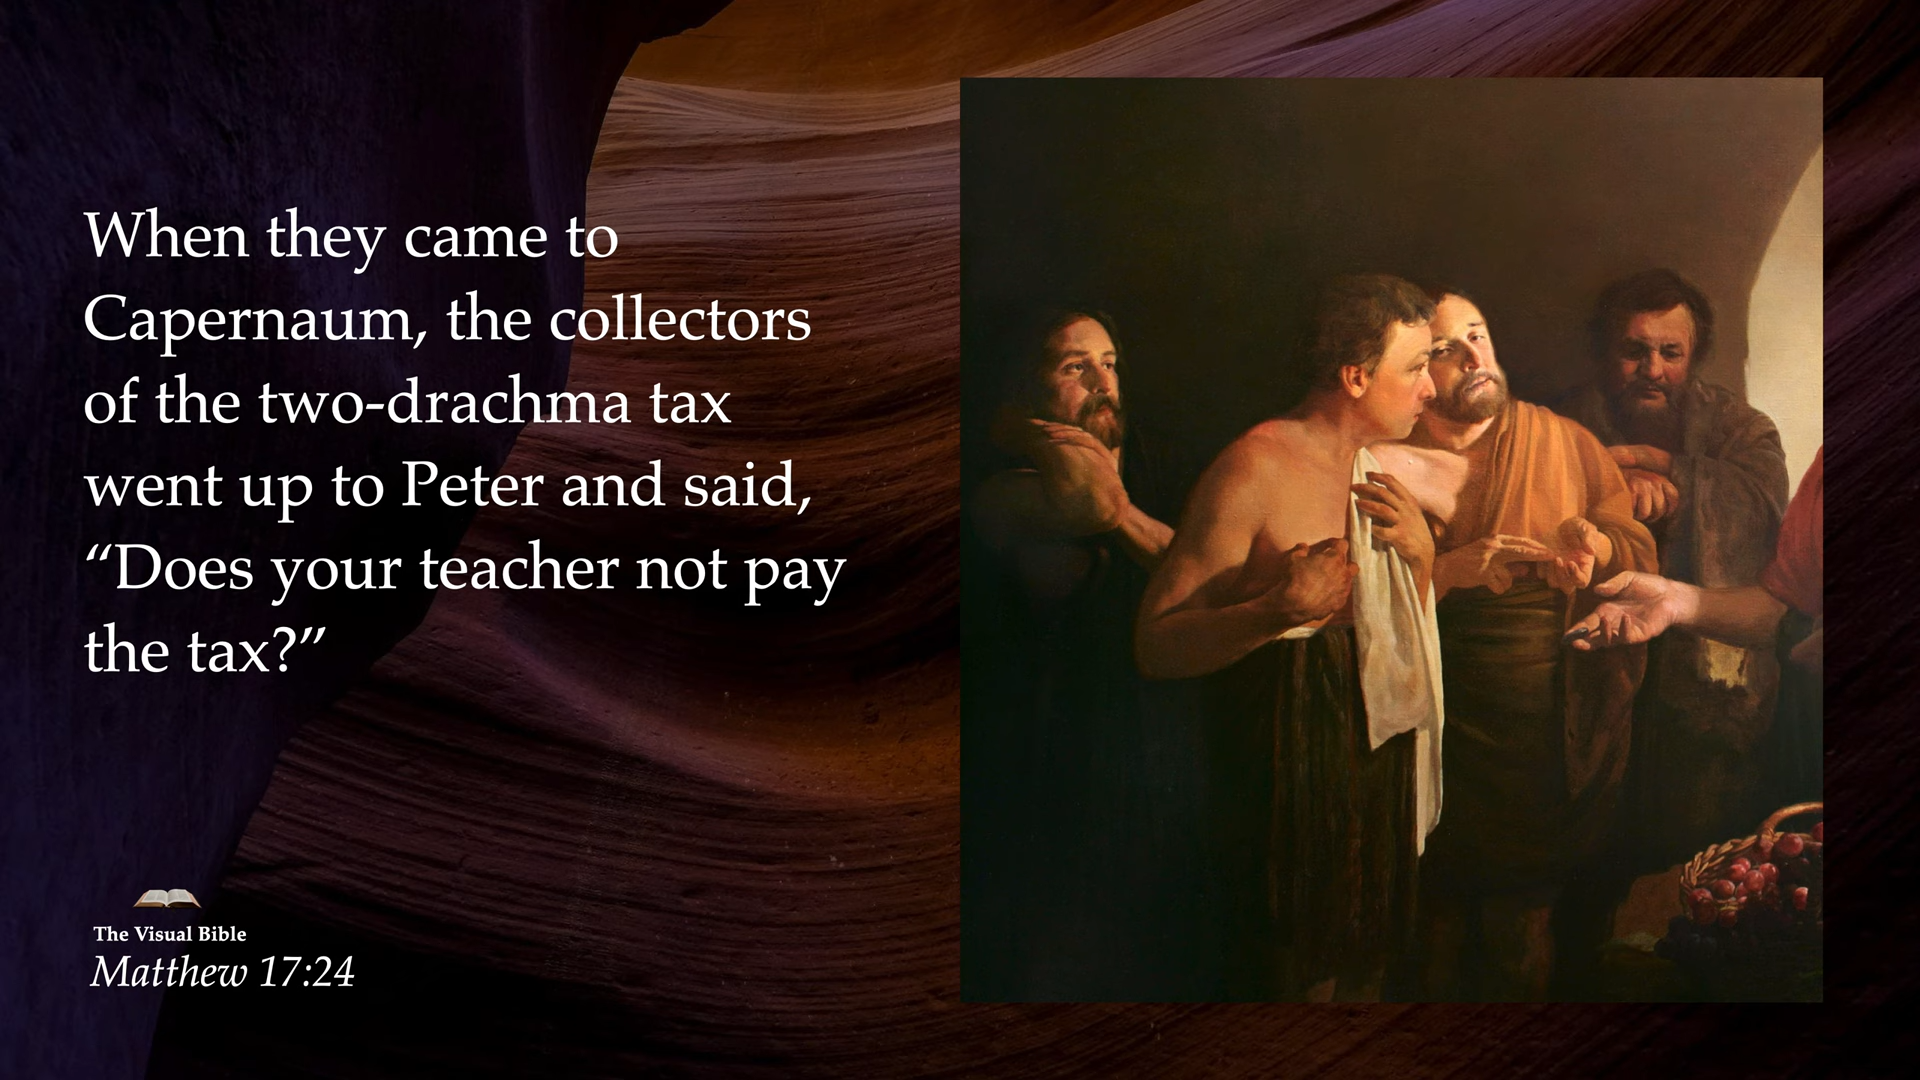 When they came to
Capernaum, the collectors
of the two-drachma tax
went up to Peter and said,
“Does your teacher not pay
the tax?”
The Visual Bible
Matthew 17:24